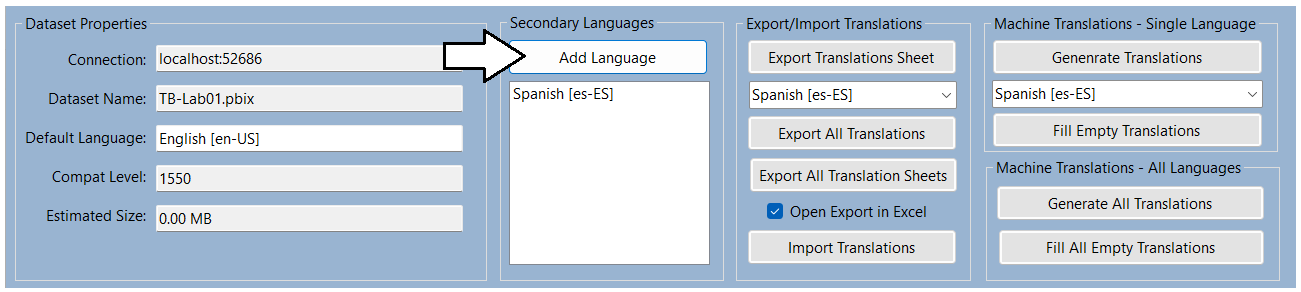 Dataset Properties
Connection: localhost:52686
Dataset Name: TB-Lab01.pbix
Default Language: English [en-US]
Compat Level: 1550
Estimated Size: 0.00 MB
Secondary Languages
Add Language
Spanish [es-ES]
Export/Import Translations
Export Translations Sheet
Spanish [es-ES]
Export All Translations
Export All Translation Sheets
Open Export in Excel
Import Translations
Machine Translations - Single Language
Genenrate Translations
Spanish [es-ES]
Fill Empty Translations
Machine Translations - All Languages
Generate All Translations
Fill All Empty Translations